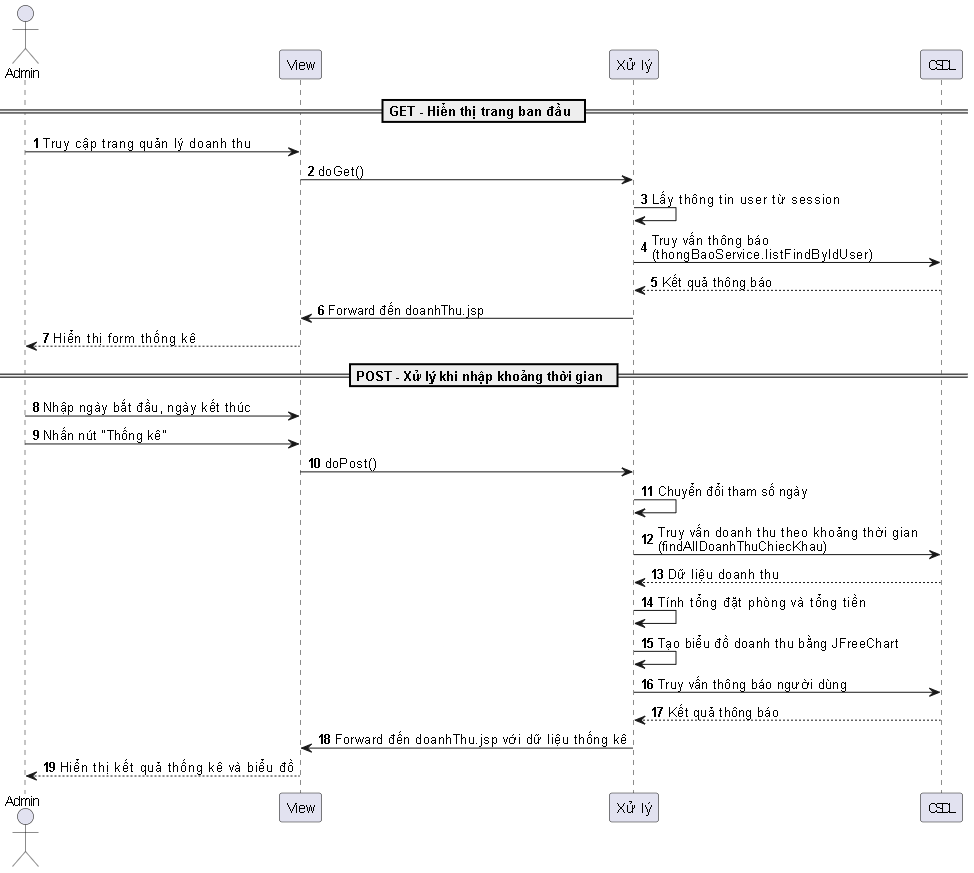 Admin
View
Xử lý
CSDL
GET - Hiển thị trang ban đầu
1 Truy cập trang quản lý doanh thu
2 doGet()
3 Lấy thông tin user từ session
4 Truy vấn thông báo
(thongBaoService.listFindByIdUser)
5 Kết quả thông báo
6 Forward đến doanhThu.jsp
7 Hiển thị form thống kê
POST - Xử lý khi nhập khoảng thời gian
8 Nhập ngày bắt đầu, ngày kết thúc
9 Nhấn nút "Thống kê"
10 doPost()
11 Chuyển đổi tham số ngày
12 Truy vấn doanh thu theo khoảng thời gian
(findAllDoanhThuChiecKhau)
13 Dữ liệu doanh thu
14 Tính tổng đặt phòng và tổng tiền
15 Tạo biểu đồ doanh thu bằng JFreeChart
16 Truy vấn thông báo người dùng
17 Kết quả thông báo
18 Forward đến doanhThu.jsp với dữ liệu thống kê
19 Hiển thị kết quả thống kê và biểu đồ
Admin
View
Xử lý
CSDL